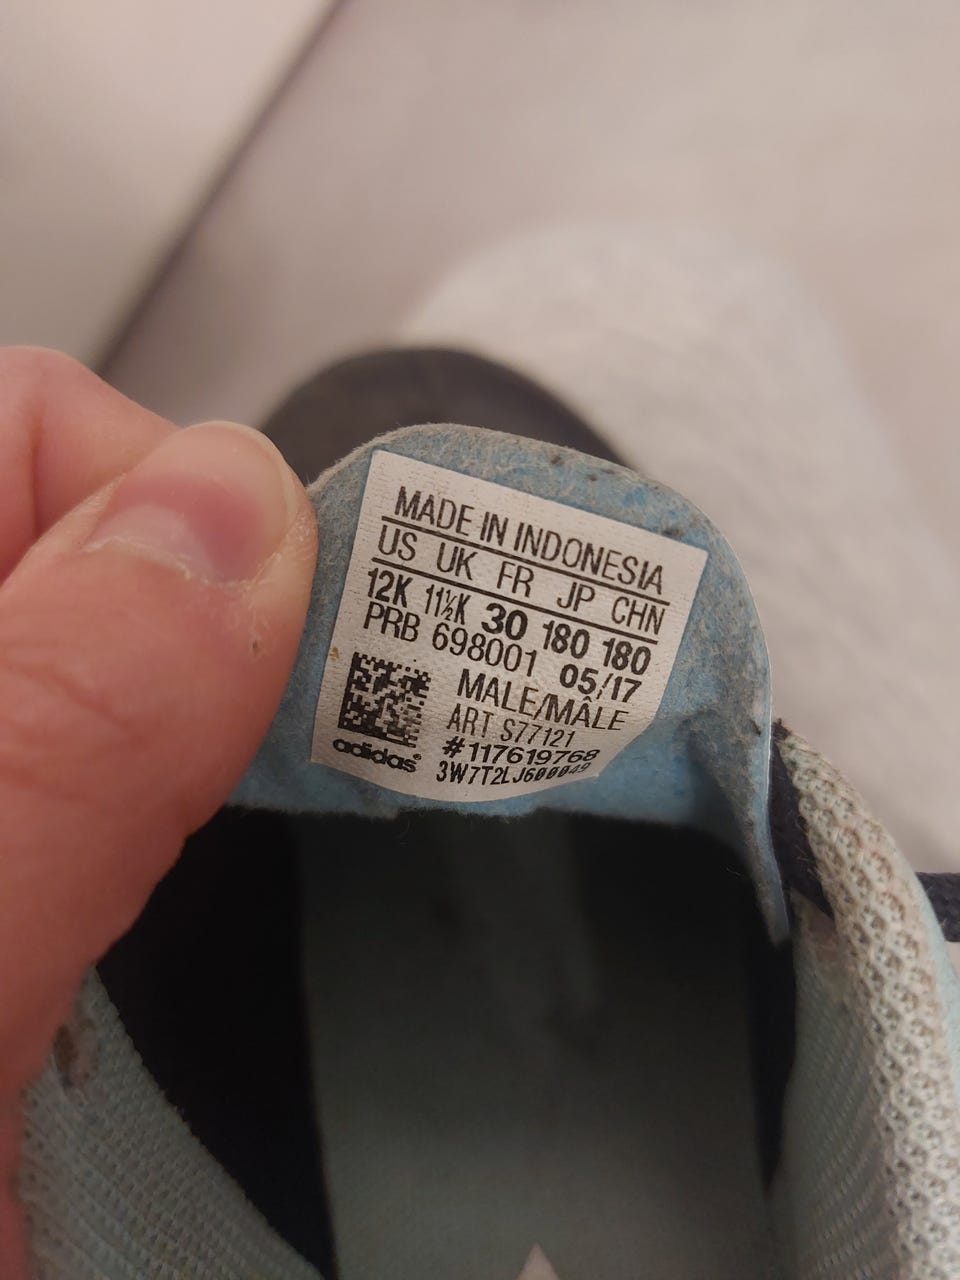 MADE IN INDONESIA
US UK FR JP CHN
12K 11½K 30 180 180
PRB 698001 05/17
MALE/MÂLE
ART S77121
#117619768
adidas® 3W7T2LJ600049